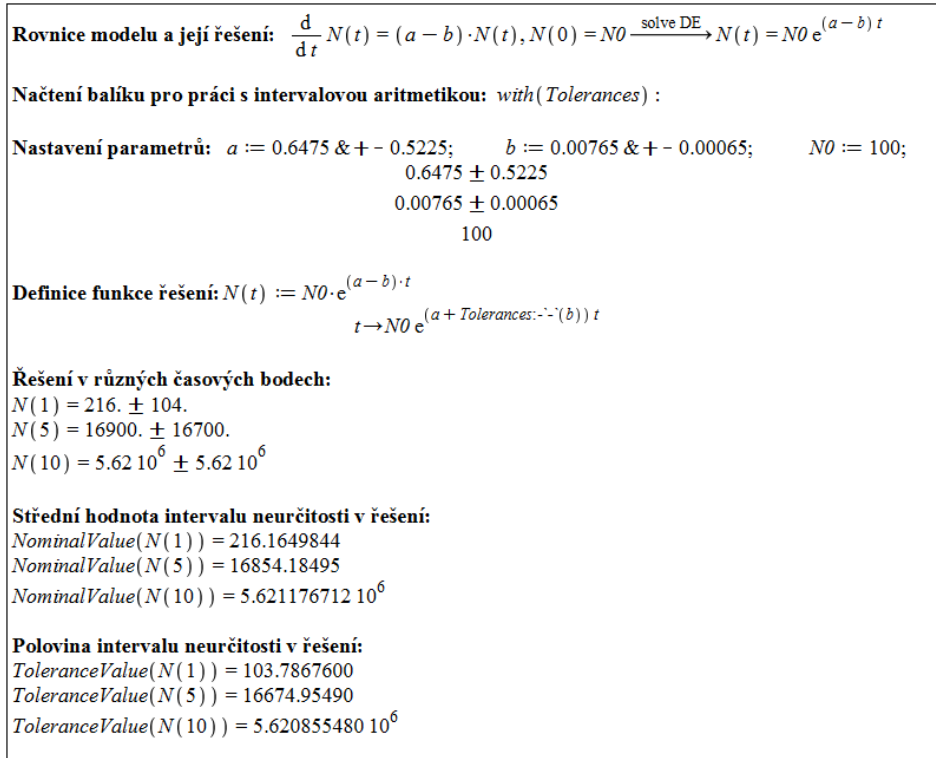 Rovnice modelu a její řešení: d/dt N(t) = (a − b)·N(t), N(0) = N0 solve DE → N(t) = N0 e^(a − b) t
Načtení balíku pro práci s intervalovou aritmetikou: with(Tolerances) :
Nastavení parametrů: a := 0.6475 & + − 0.5225; b := 0.00765 & + − 0.00065; N0 := 100;
0.6475 ± 0.5225
0.00765 ± 0.00065
100
Definice funkce řešení: N(t) := N0·e^(a − b)·t
t→N0 e^(a + Tolerances:-`-`(b)) t
Řešení v různých časových bodech:
N(1) = 216. ± 104.
N(5) = 16900. ± 16700.
N(10) = 5.62 10^6 ± 5.62 10^6
Střední hodnota intervalu neurčitosti v řešení:
NominalValue(N(1)) = 216.1649844
NominalValue(N(5)) = 16854.18495
NominalValue(N(10)) = 5.621176712 10^6
Polovina intervalu neurčitosti v řešení:
ToleranceValue(N(1)) = 103.7867600
ToleranceValue(N(5)) = 16674.95490
ToleranceValue(N(10)) = 5.620855480 10^6